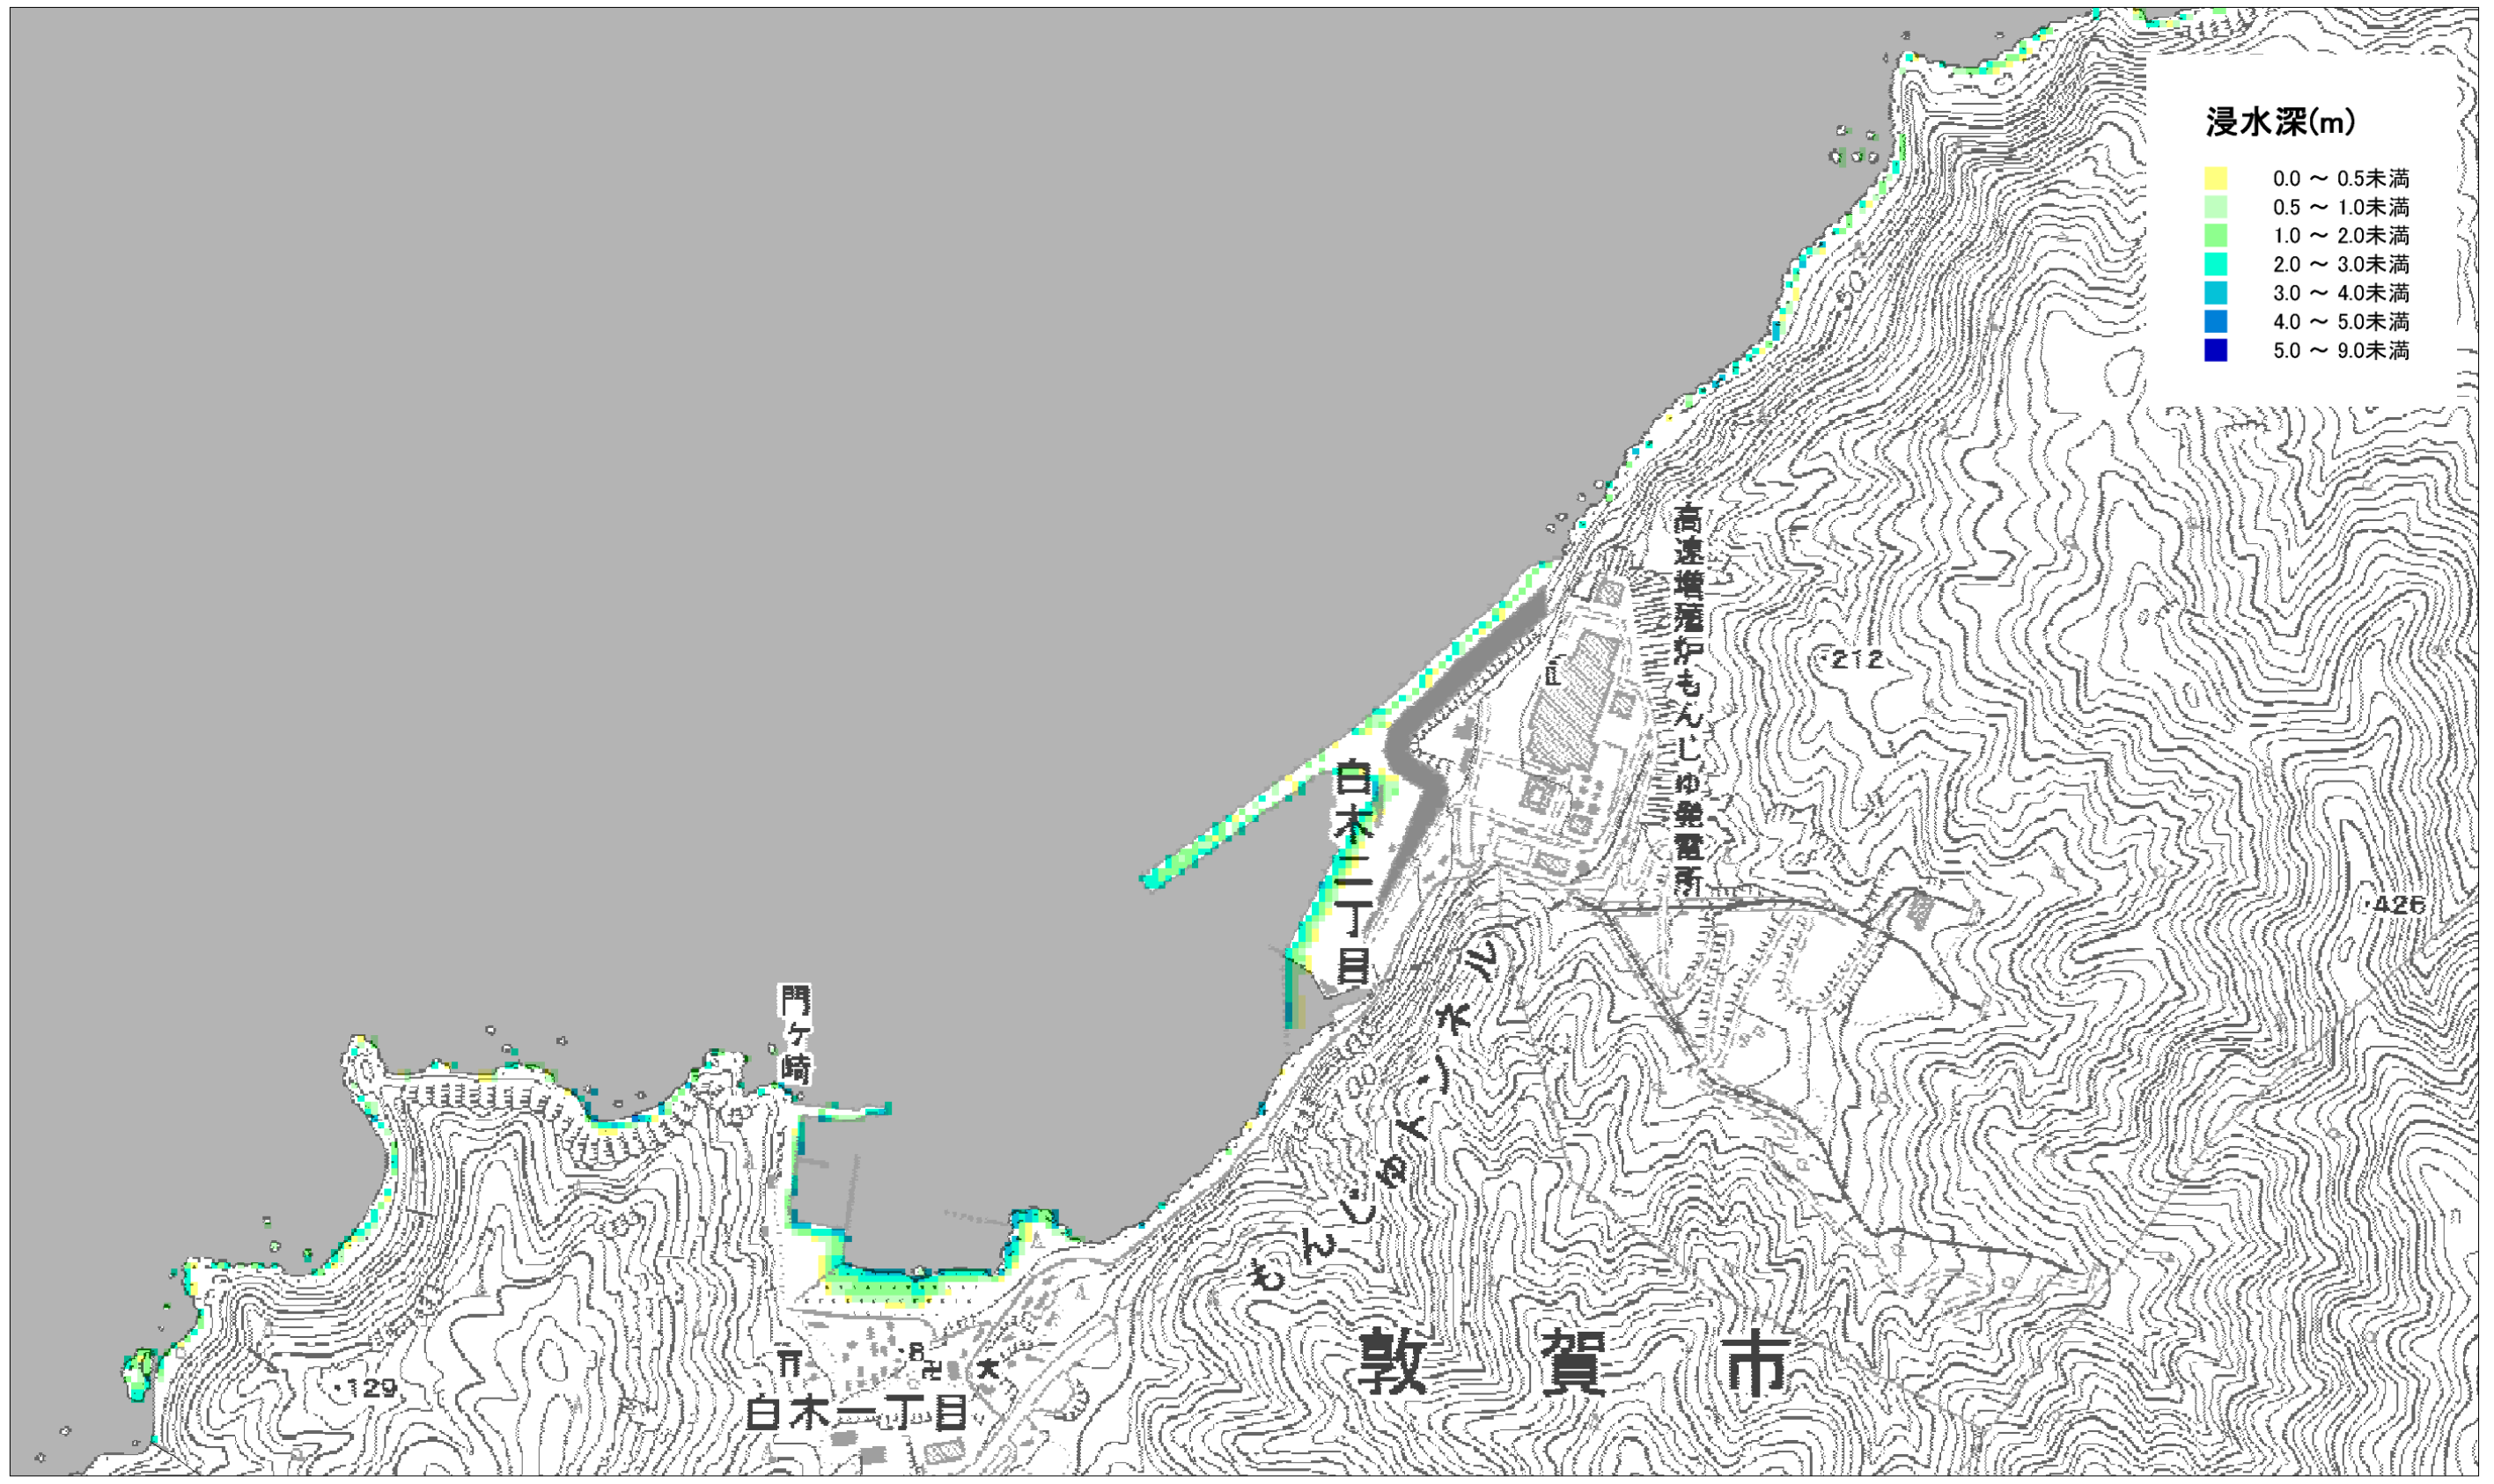 浸水深(m)
0.0 ～ 0.5未満
0.5 ～ 1.0未満
1.0 ～ 2.0未満
2.0 ～ 3.0未満
3.0 ～ 4.0未満
4.0 ～ 5.0未満
5.0 ～ 9.0未満
高速増殖炉もんじゅ発電所
・212
白木二丁目
・426
もんじゅトンネル
門ヶ崎
敦賀市
・129
白木一丁目